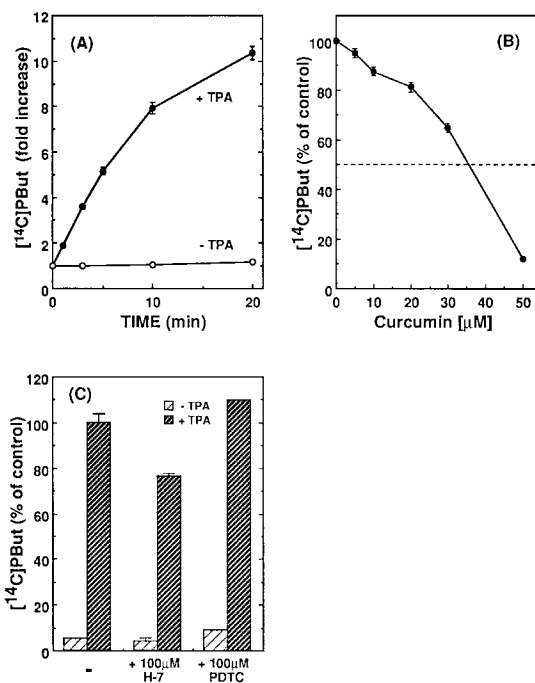 (A)
[14C]PBut (fold increase)
12
10
8
6
4
2
0
+ TPA
- TPA
0
10
20
TIME (min)
(B)
[14C]PBut (% of control)
100
80
60
40
20
0
0
10
20
30
40
50
Curcumin [μM]
(C)
[14C]PBut (% of control)
120
100
80
60
40
20
0
- TPA
+ TPA
-
+ 100μM
H-7
+ 100μM
PDTC